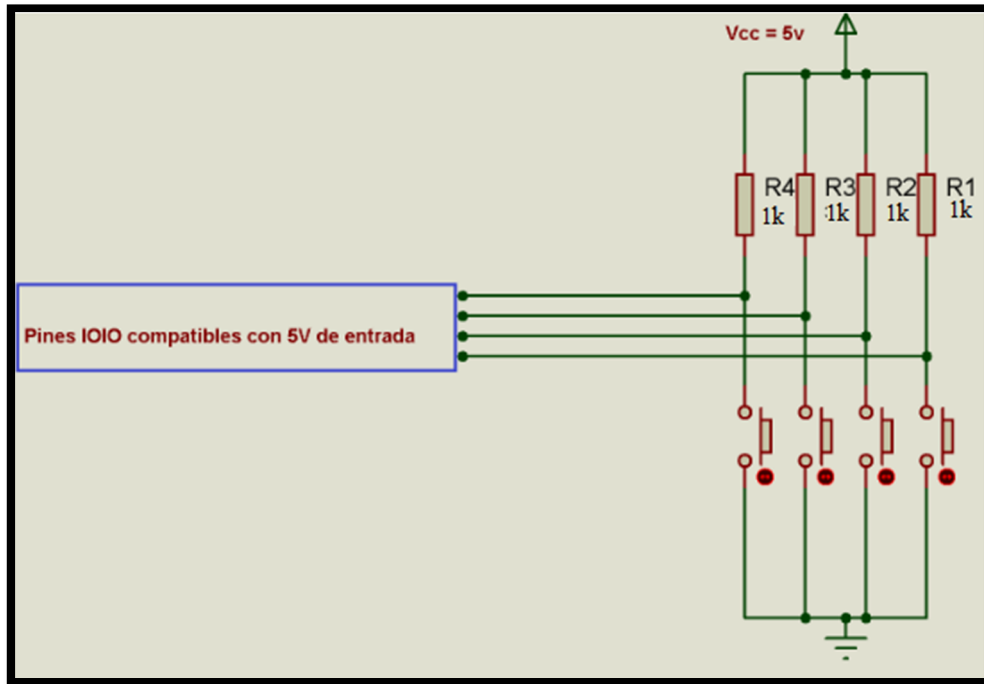 Vcc = 5v
R4
R3
R2
R1
1k
:1k
1k
1k
Pines IOIO compatibles con 5V de entrada